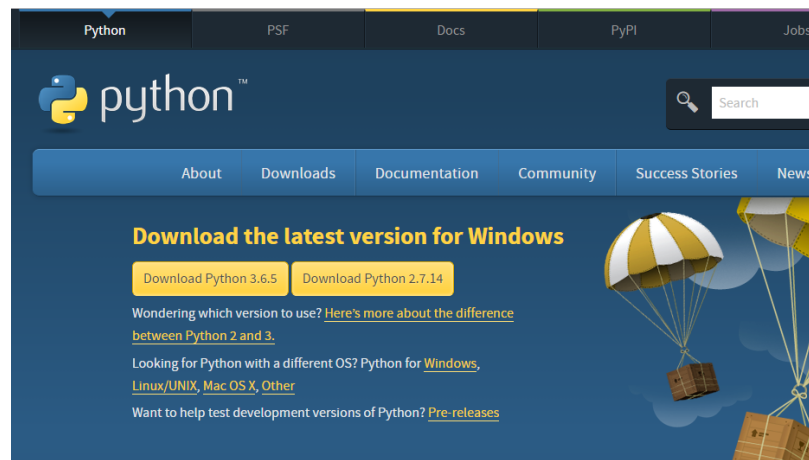 Python PSF Docs PyPI Jobs
python™
Search
About Downloads Documentation Community Success Stories News
Download the latest version for Windows
Download Python 3.6.5 Download Python 2.7.14
Wondering which version to use? Here's more about the difference
between Python 2 and 3.
Looking for Python with a different OS? Python for Windows,
Linux/UNIX, Mac OS X, Other
Want to help test development versions of Python? Pre-releases